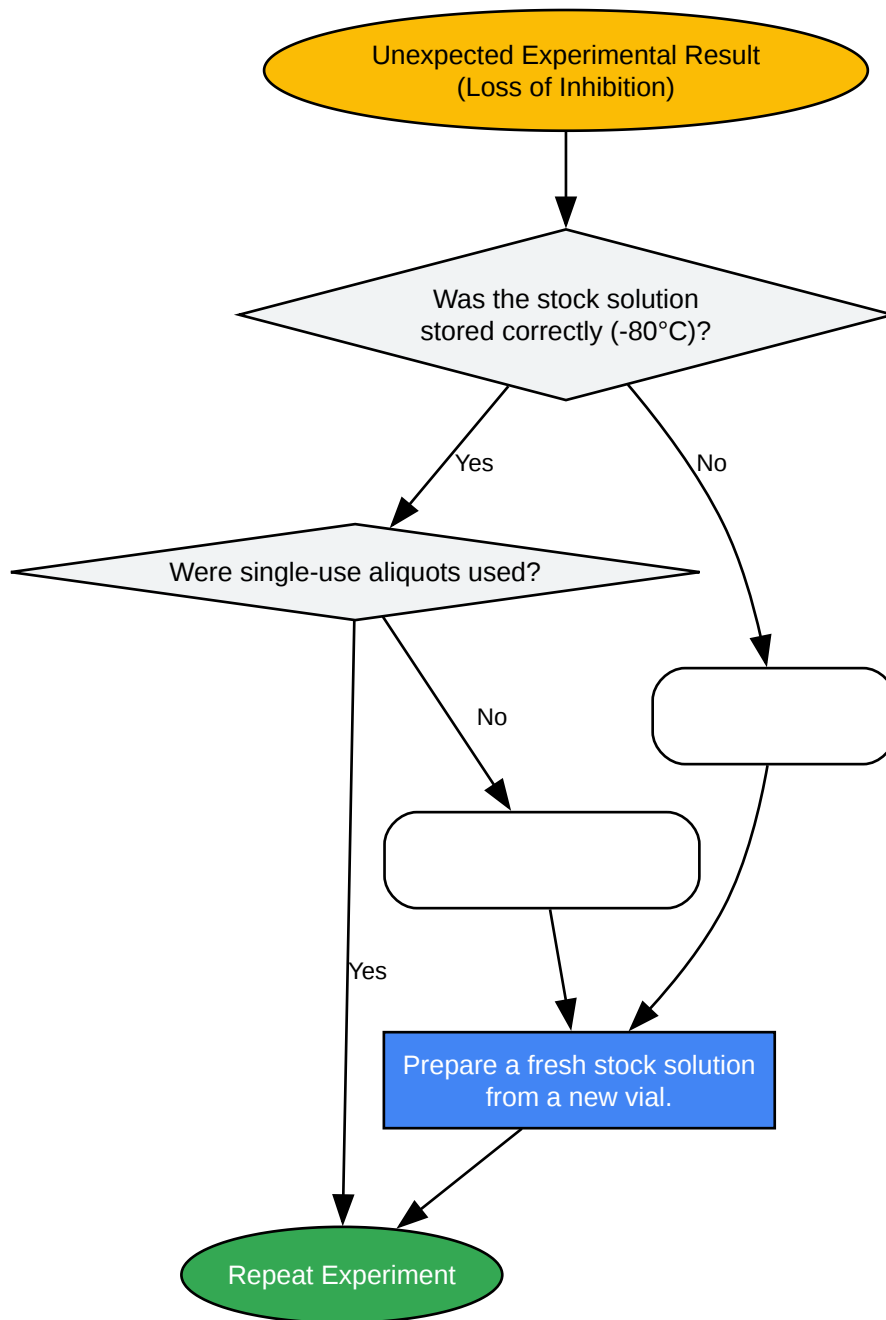 Unexpected Experimental Result
(Loss of Inhibition)
Was the stock solution
stored correctly (-80°C)?
Yes
No
Were single-use aliquots used?
No
Yes
Prepare a fresh stock solution
from a new vial.
Repeat Experiment